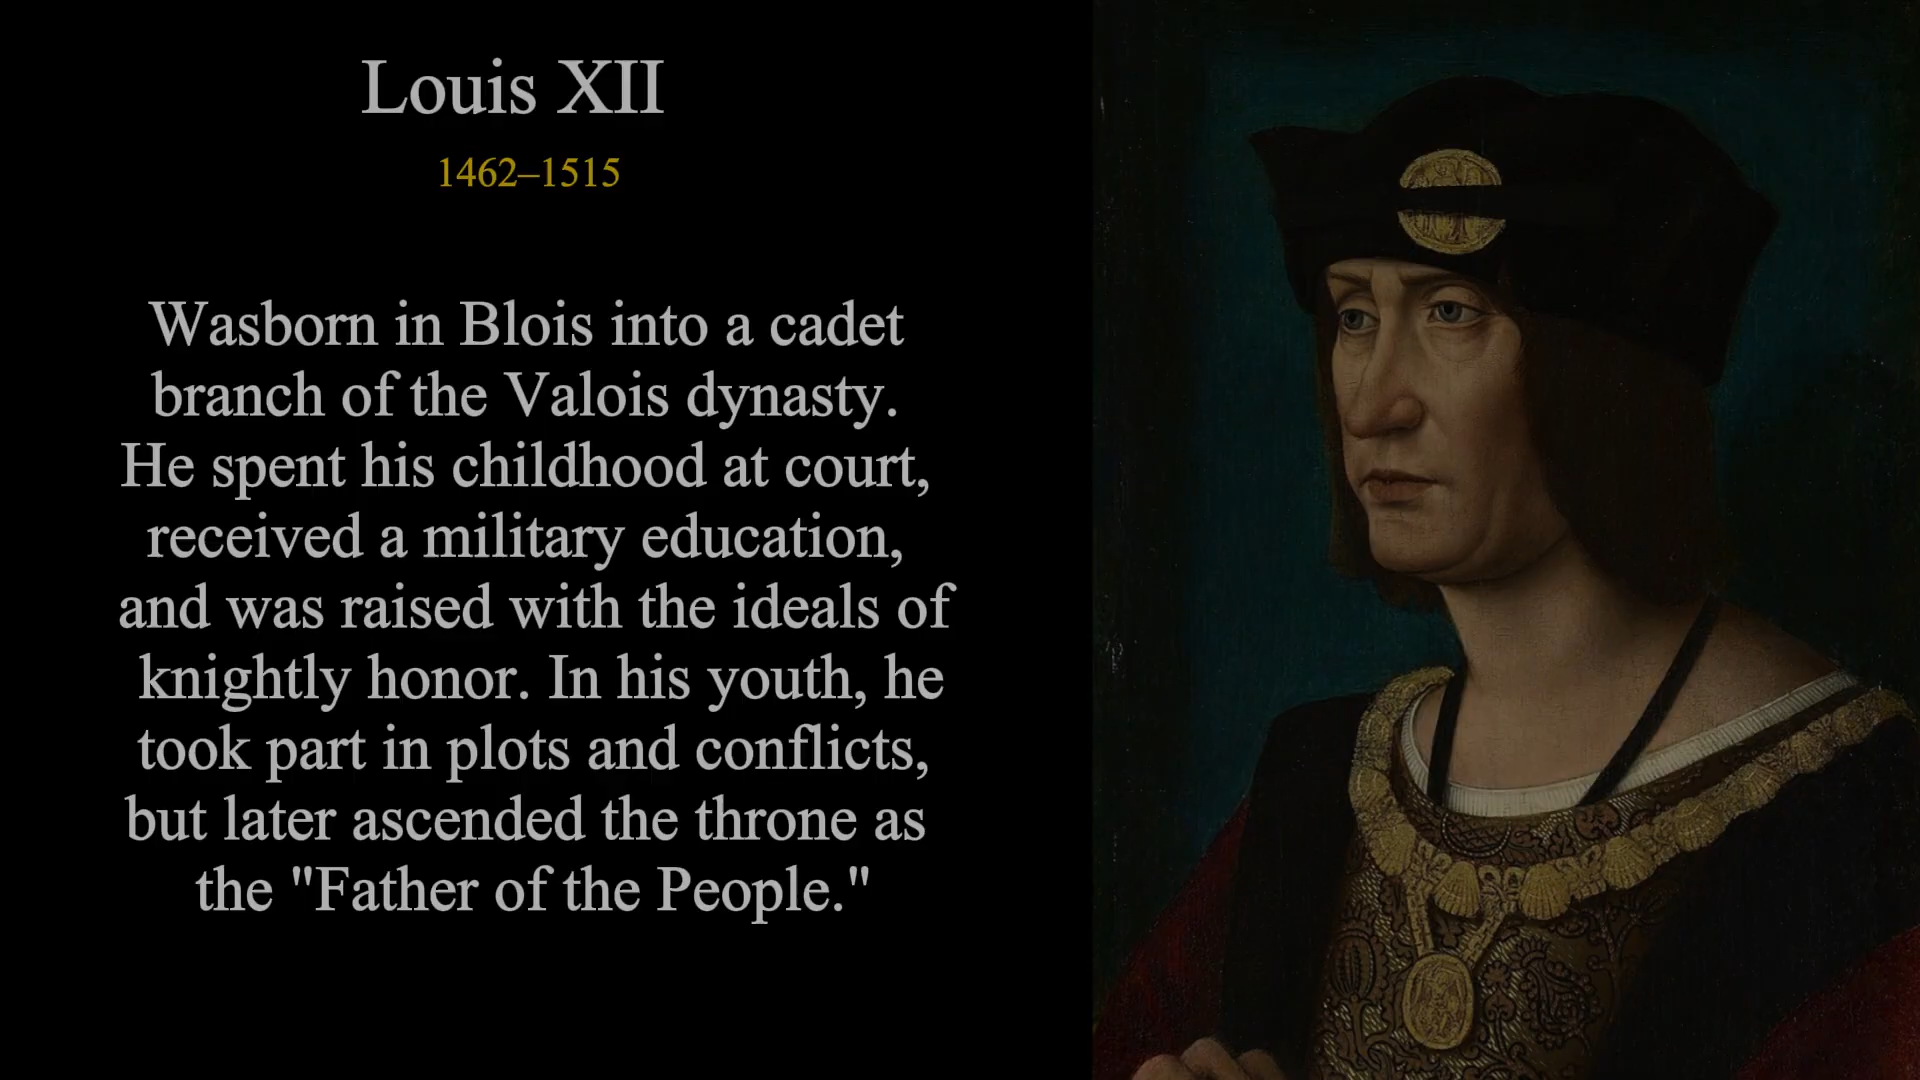 Louis XII
1462–1515
Wasborn in Blois into a cadet
branch of the Valois dynasty.
He spent his childhood at court,
received a military education,
and was raised with the ideals of
knightly honor. In his youth, he
took part in plots and conflicts,
but later ascended the throne as
the "Father of the People."